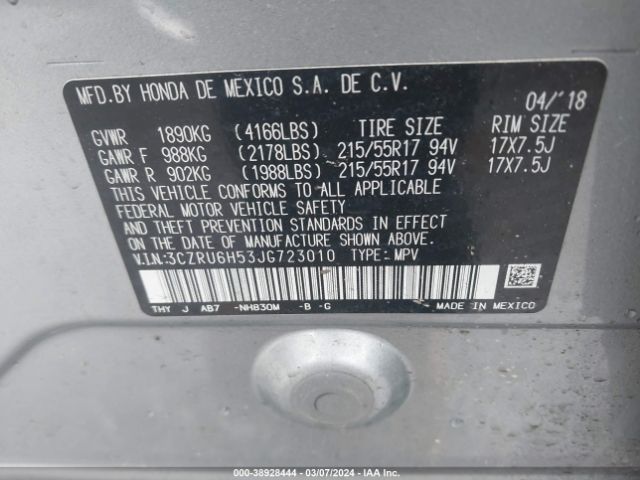 MFD.BY HONDA DE MEXICO S.A. DE C.V.
04/'18
GVWR 1890KG (4166LBS) TIRE SIZE RIM SIZE
GAWR F 988KG (2178LBS) 215/55R17 94V 17X7.5J
GAWR R 902KG (1988LBS) 215/55R17 94V 17X7.5J
THIS VEHICLE CONFORMS TO ALL APPLICABLE
FEDERAL MOTOR VEHICLE SAFETY
AND THEFT PREVENTION STANDARDS IN EFFECT
ON THE DATE OF MANUFACTURE SHOWN ABOVE.
V.I.N:3CZRU6H53JG723010 TYPE: MPV
THY J AB7 -NH830M -B -G MADE IN MEXICO
000-38928444 - 03/07/2024 - IAA Inc.